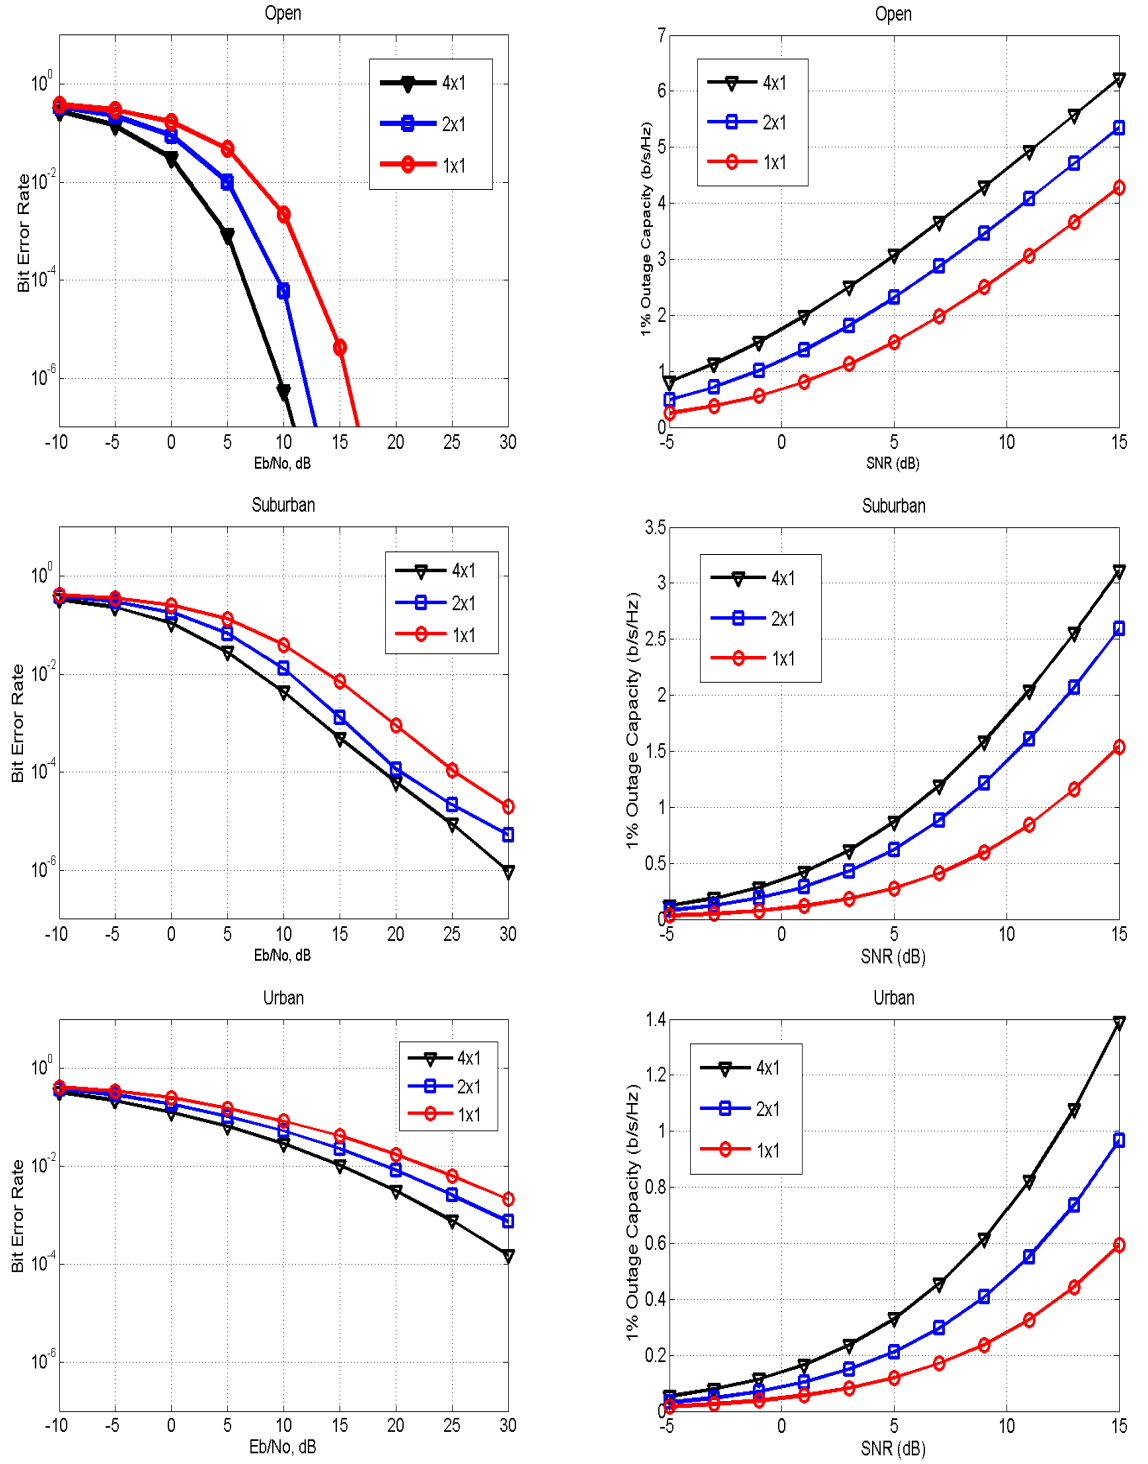 Open
Bit Error Rate
10^0
10^-2
10^-4
10^-6
4x1
2x1
1x1
-10 -5 0 5 10 15 20 25 30
Eb/No, dB
Open
1% Outage Capacity (b/s/Hz)
7
6
5
4
3
2
1
0
4x1
2x1
1x1
-5 0 5 10 15
SNR (dB)
Suburban
Bit Error Rate
10^0
10^-2
10^-4
10^-6
4x1
2x1
1x1
-10 -5 0 5 10 15 20 25 30
Eb/No, dB
Suburban
1% Outage Capacity (b/s/Hz)
3.5
3
2.5
2
1.5
1
0.5
0
4x1
2x1
1x1
-5 0 5 10 15
SNR (dB)
Urban
Bit Error Rate
10^0
10^-2
10^-4
10^-6
4x1
2x1
1x1
-10 -5 0 5 10 15 20 25 30
Eb/No, dB
Urban
1% Outage Capacity (b/s/Hz)
1.4
1.2
1
0.8
0.6
0.4
0.2
0
4x1
2x1
1x1
-5 0 5 10 15
SNR (dB)